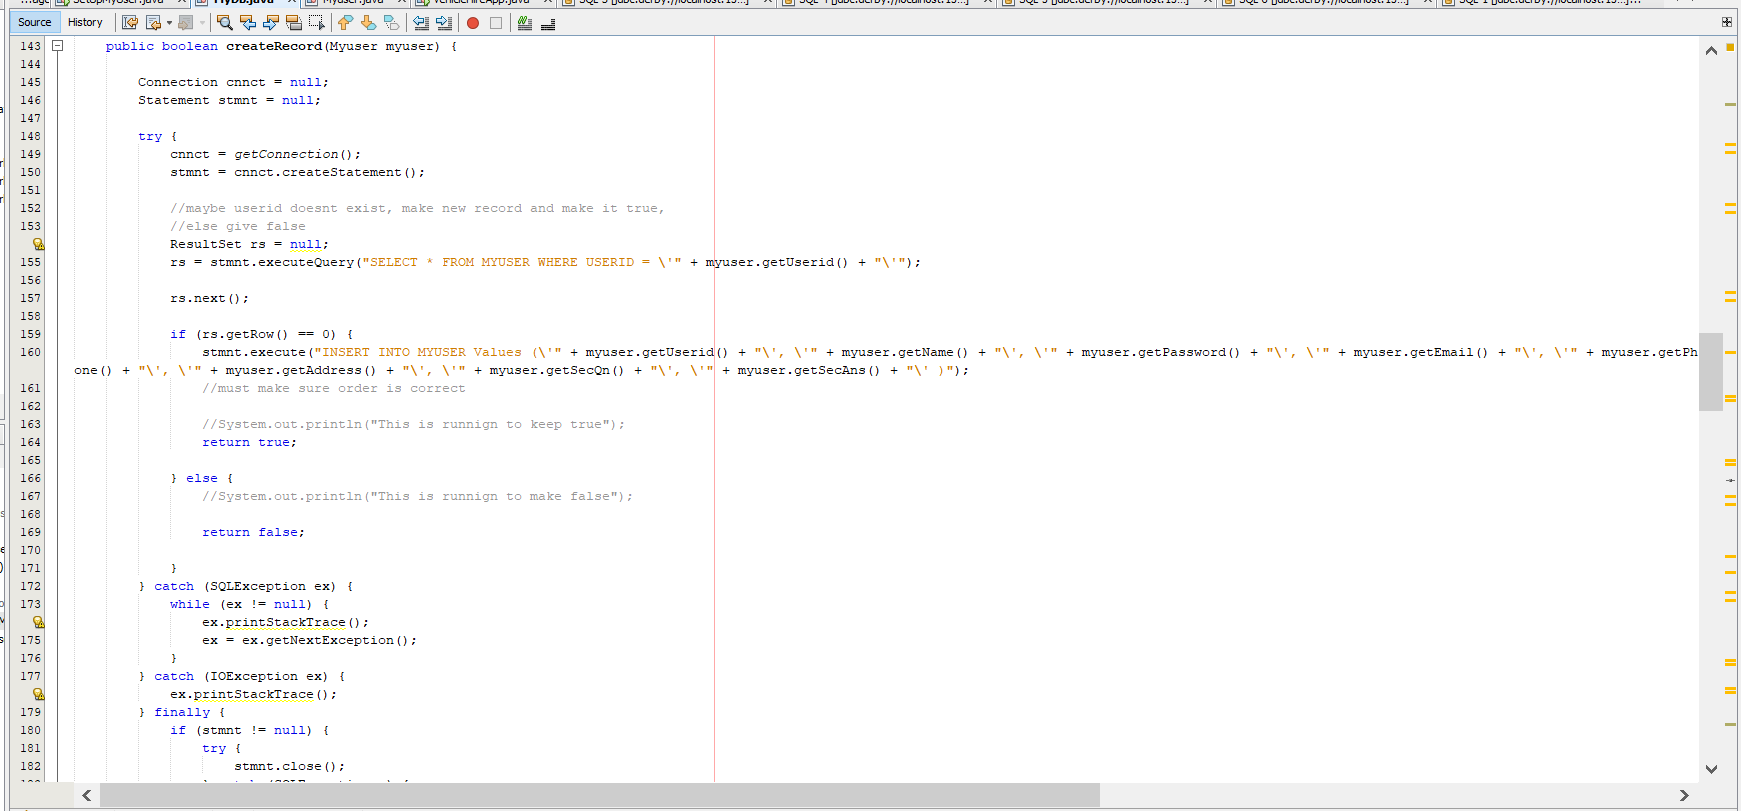 Source History
143 public boolean createRecord(Myuser myuser) {
144
145 Connection cnnct = null;
146 Statement stmnt = null;
147
148 try {
149 cnnct = getConnection();
150 stmnt = cnnct.createStatement();
151
152 //maybe userid doesnt exist, make new record and make it true,
153 //else give false
ResultSet rs = null;
155 rs = stmnt.executeQuery("SELECT * FROM MYUSER WHERE USERID = \'" + myuser.getUserid() + "\'");
156
157 rs.next();
158
159 if (rs.getRow() == 0) {
160 stmnt.execute("INSERT INTO MYUSER Values (\'" + myuser.getUserid() + "\', \'" + myuser.getName() + "\', \'" + myuser.getPassword() + "\', \'" + myuser.getEmail() + "\', \'" + myuser.getPh
one() + "\', \'" + myuser.getAddress() + "\', \'" + myuser.getSecQn() + "\', \'" + myuser.getSecAns() + "\' )");
161 //must make sure order is correct
162
163 //System.out.println("This is runnign to keep true");
164 return true;
165
166 } else {
167 //System.out.println("This is runnign to make false");
168
169 return false;
170
171 }
172 } catch (SQLException ex) {
173 while (ex != null) {
ex.printStackTrace();
175 ex = ex.getNextException();
176 }
177 } catch (IOException ex) {
ex.printStackTrace();
179 } finally {
180 if (stmnt != null) {
181 try {
182 stmnt.close();